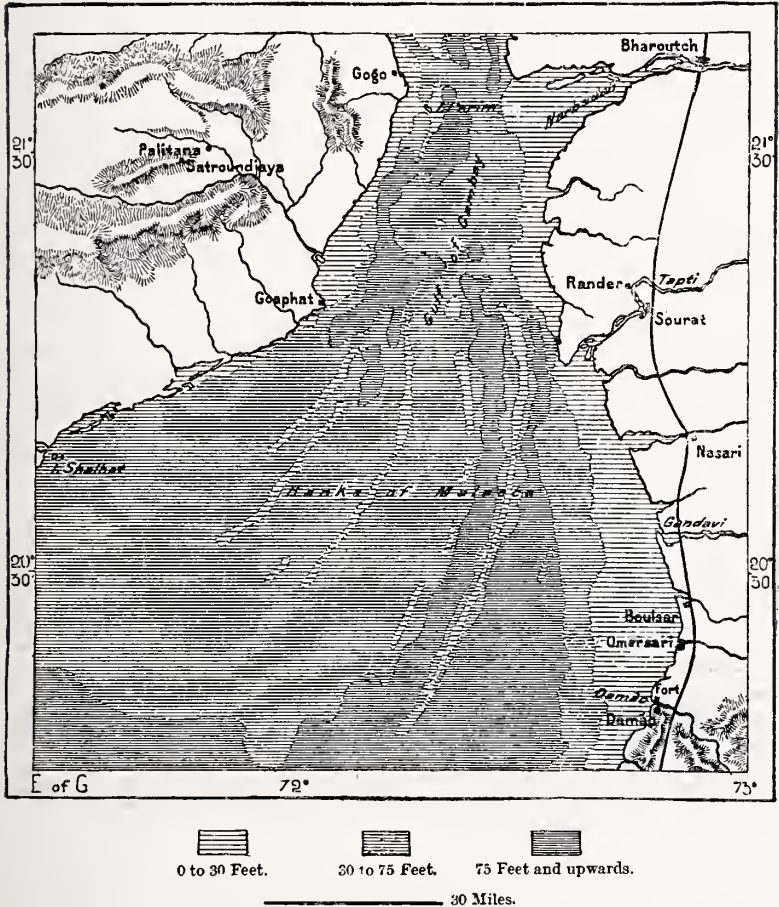 Bharoutch
Gogo
21°
30'
21°
30'
Palitana
Satroundjaya
Gulf of Cambay
Rander
Tapti
Goaphat
Sourat
Nasari
Banks of Malacca
Gandavi
20°
30'
20°
30'
Boulsar
Omersari
Fort
Daman
Daman
E of G
72°
73°
0 to 30 Feet.
30 to 75 Feet.
75 Feet and upwards.
30 Miles.